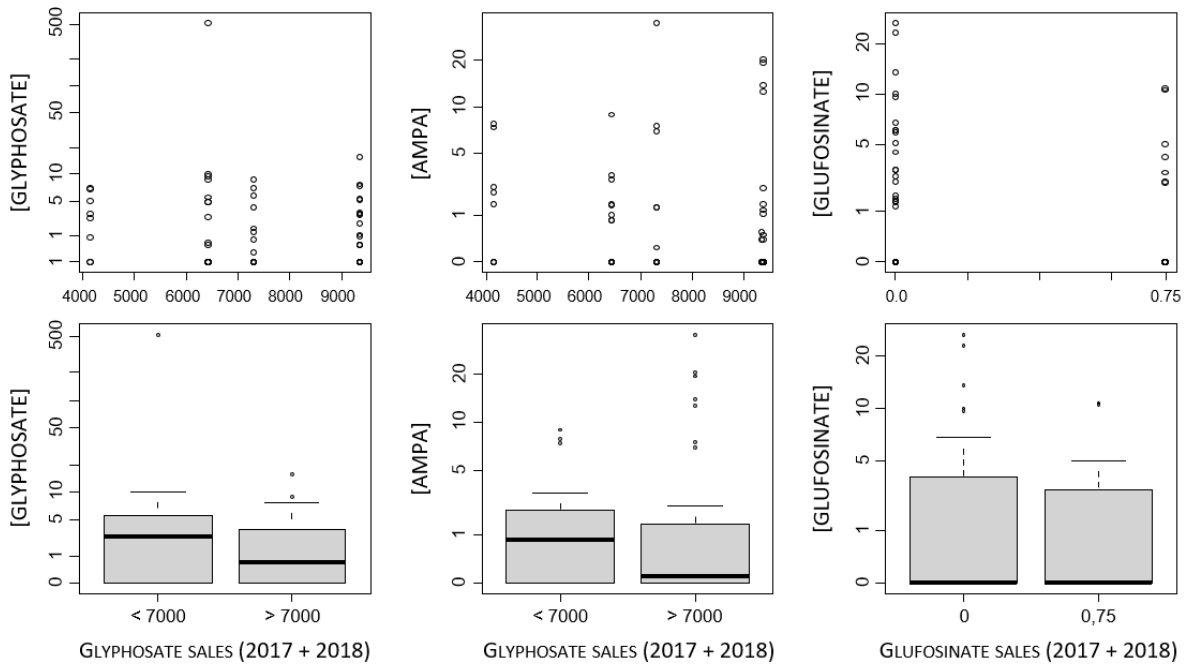 [GLYPHOSATE]
500
50
10
5
1
1
4000 5000 6000 7000 8000 9000
[AMPA]
20
10
5
1
0
4000 5000 6000 7000 8000 9000
[GLUFOSINATE]
20
10
5
1
0
0.0 0.75
[GLYPHOSATE]
500
50
10
5
1
0
< 7000 > 7000
GLYPHOSATE SALES (2017 + 2018)
[AMPA]
20
10
5
1
0
< 7000 > 7000
GLYPHOSATE SALES (2017 + 2018)
[GLUFOSINATE]
20
10
5
1
0
0 0,75
GLUFOSINATE SALES (2017 + 2018)